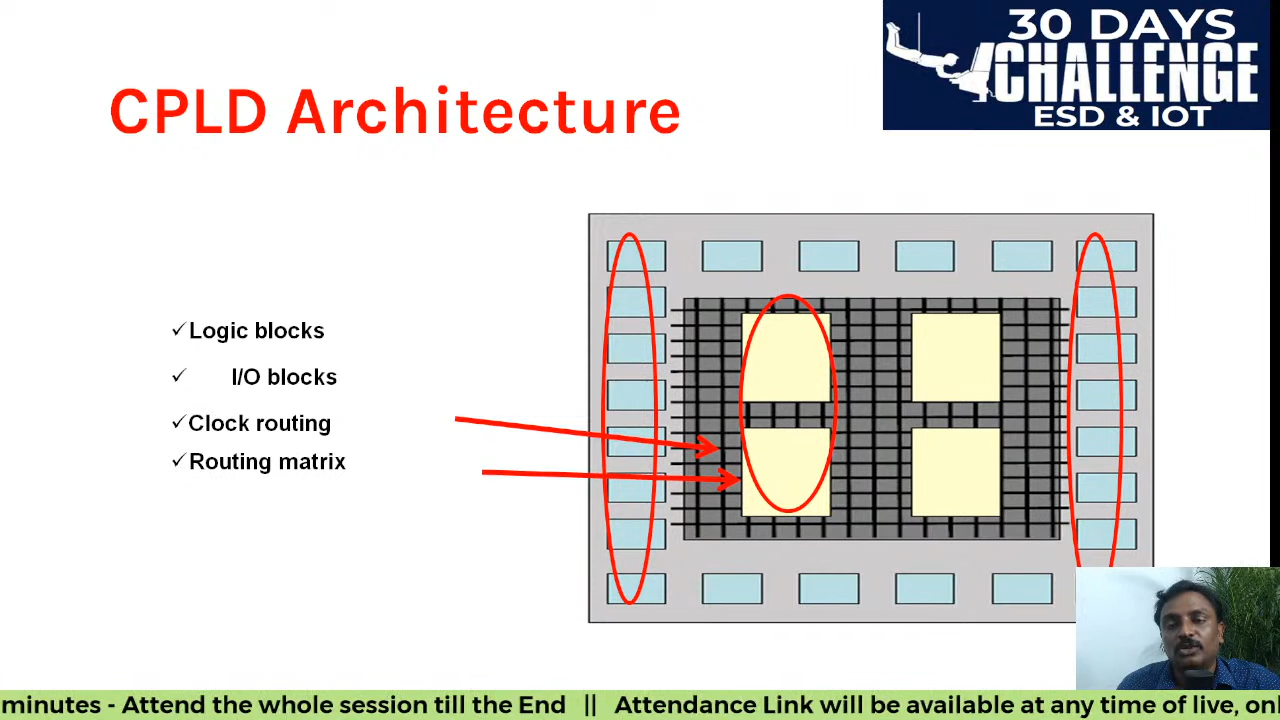 30 DAYS
CHALLENGE
ESD & IOT
CPLD Architecture
✓Logic blocks
✓ I/O blocks
✓Clock routing
✓Routing matrix
minutes - Attend the whole session till the End || Attendance Link will be available at any time of live, on